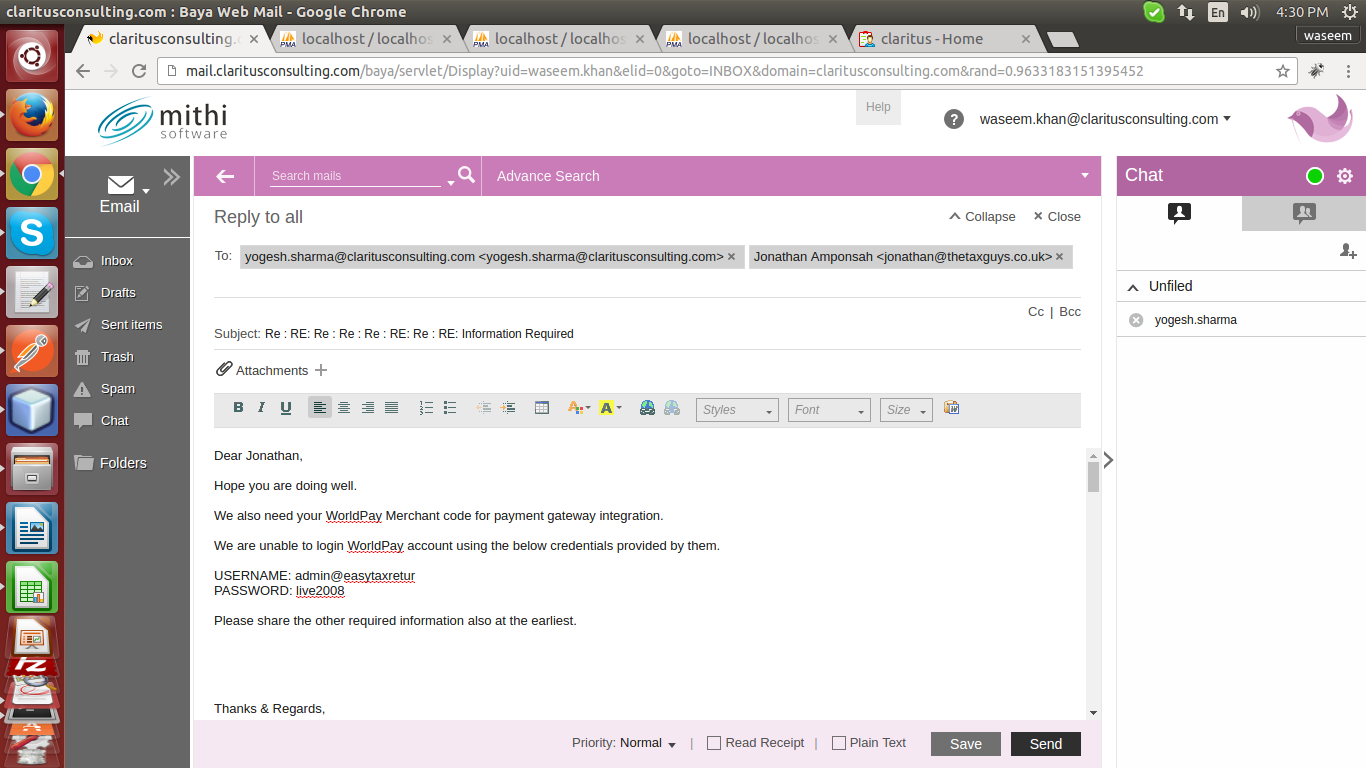 claritusconsulting.com : Baya Web Mail - Google Chrome
En
4:30 PM
claritusconsulting.
localhost / localhos
localhost / localhos
localhost / localhos
claritus - Home
waseem
mail.claritusconsulting.com/baya/servlet/Display?uid=waseem.khan&elid=0&goto=INBOX&domain=claritusconsulting.com&rand=0.9633183151395452
mithi
software
Help
? waseem.khan@claritusconsulting.com
Email
Search mails
Advance Search
Chat
Reply to all
Collapse
Close
To: yogesh.sharma@claritusconsulting.com <yogesh.sharma@claritusconsulting.com> Jonathan Amponsah <jonathan@thetaxguys.co.uk>
Inbox
Drafts
Sent items
Trash
Spam
Chat
Folders
Cc | Bcc
Subject: Re : RE: Re : Re : Re : RE: Re : RE: Information Required
Attachments
B I U
Styles
Font
Size
Unfiled
yogesh.sharma
Dear Jonathan,
Hope you are doing well.
We also need your WorldPay Merchant code for payment gateway integration.
We are unable to login WorldPay account using the below credentials provided by them.
USERNAME: admin@easytaxretur
PASSWORD: live2008
Please share the other required information also at the earliest.
Thanks & Regards,
Priority: Normal | Read Receipt | Plain Text Save Send